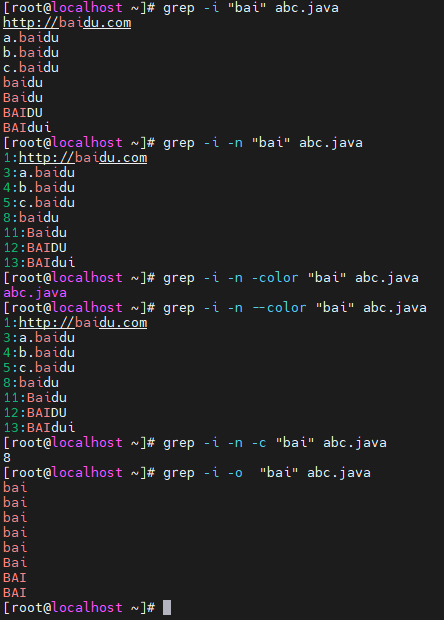 [root@localhost ~]# grep -i "bai" abc.java
http://baidu.com
a.baidu
b.baidu
c.baidu
baidu
Baidu
BAIDU
BAIdui
[root@localhost ~]# grep -i -n "bai" abc.java
1:http://baidu.com
3:a.baidu
4:b.baidu
5:c.baidu
8:baidu
11:Baidu
12:BAIDU
13:BAIdui
[root@localhost ~]# grep -i -n -color "bai" abc.java
abc.java
[root@localhost ~]# grep -i -n --color "bai" abc.java
1:http://baidu.com
3:a.baidu
4:b.baidu
5:c.baidu
8:baidu
11:Baidu
12:BAIDU
13:BAIdui
[root@localhost ~]# grep -i -n -c "bai" abc.java
8
[root@localhost ~]# grep -i -o  "bai" abc.java
bai
bai
bai
bai
bai
Bai
BAI
BAI
[root@localhost ~]#